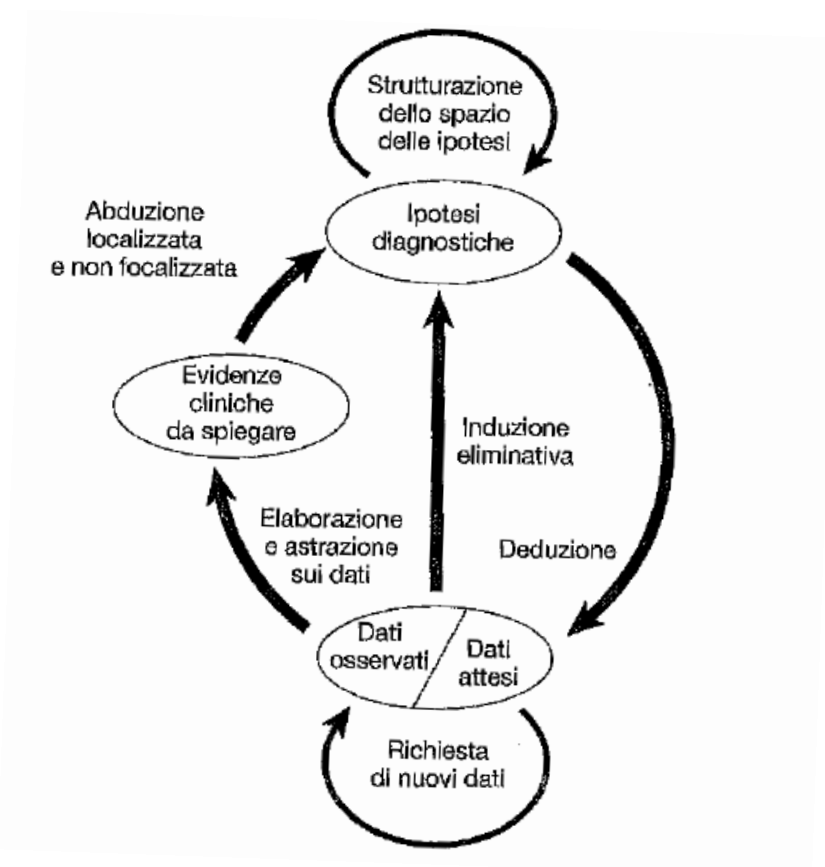 Strutturazione
dello spazio
delle ipotesi
Ipotesi
diagnostiche
Abduzione
localizzata
e non focalizzata
Evidenze
cliniche
da spiegare
Induzione
eliminativa
Elaborazione
e astrazione
sui dati
Deduzione
Dati
osservati
Dati
attesi
Richiesta
di nuovi dati